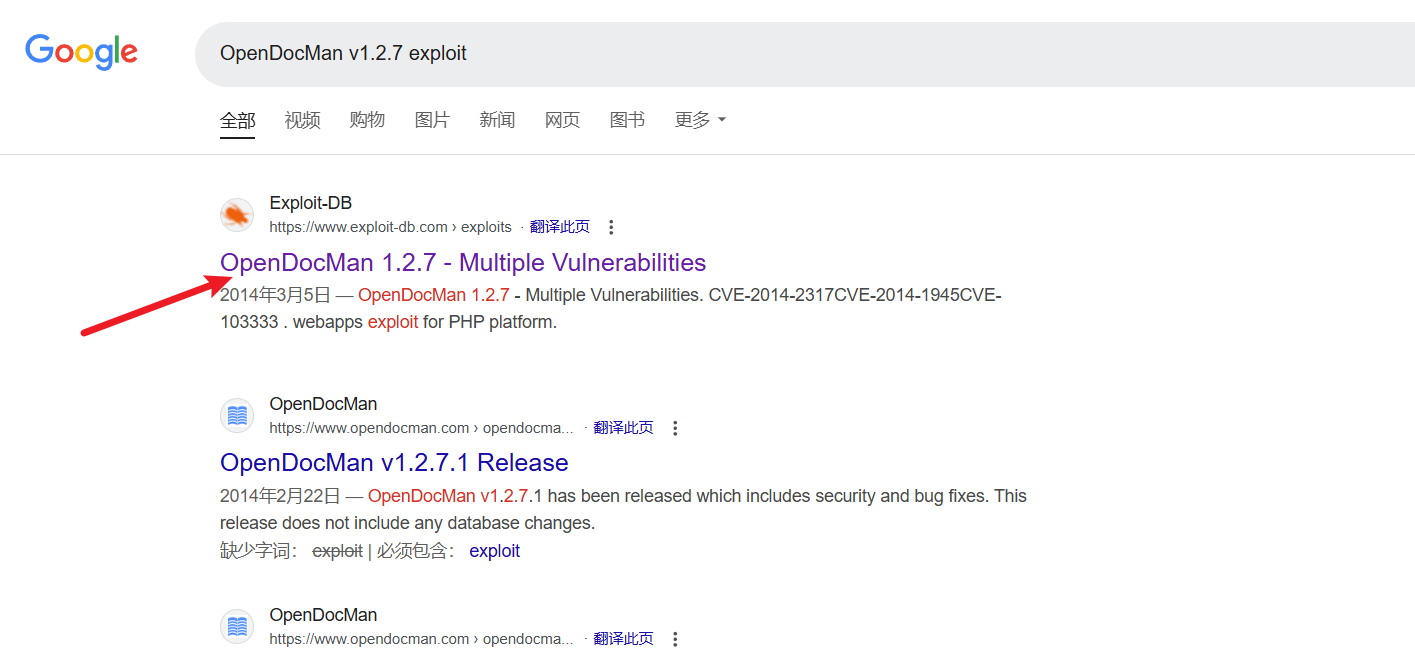 Google
OpenDocMan v1.2.7 exploit
全部 视频 购物 图片 新闻 网页 图书 更多
Exploit-DB
https://www.exploit-db.com › exploits · 翻译此页
OpenDocMan 1.2.7 - Multiple Vulnerabilities
2014年3月5日 — OpenDocMan 1.2.7 - Multiple Vulnerabilities. CVE-2014-2317CVE-2014-1945CVE-
103333 . webapps exploit for PHP platform.
OpenDocMan
https://www.opendocman.com › opendocma... · 翻译此页
OpenDocMan v1.2.7.1 Release
2014年2月22日 — OpenDocMan v1.2.7.1 has been released which includes security and bug fixes. This
release does not include any database changes.
缺少字词: exploit | 必须包含: exploit
OpenDocMan
https://www.opendocman.com › opendocma... · 翻译此页